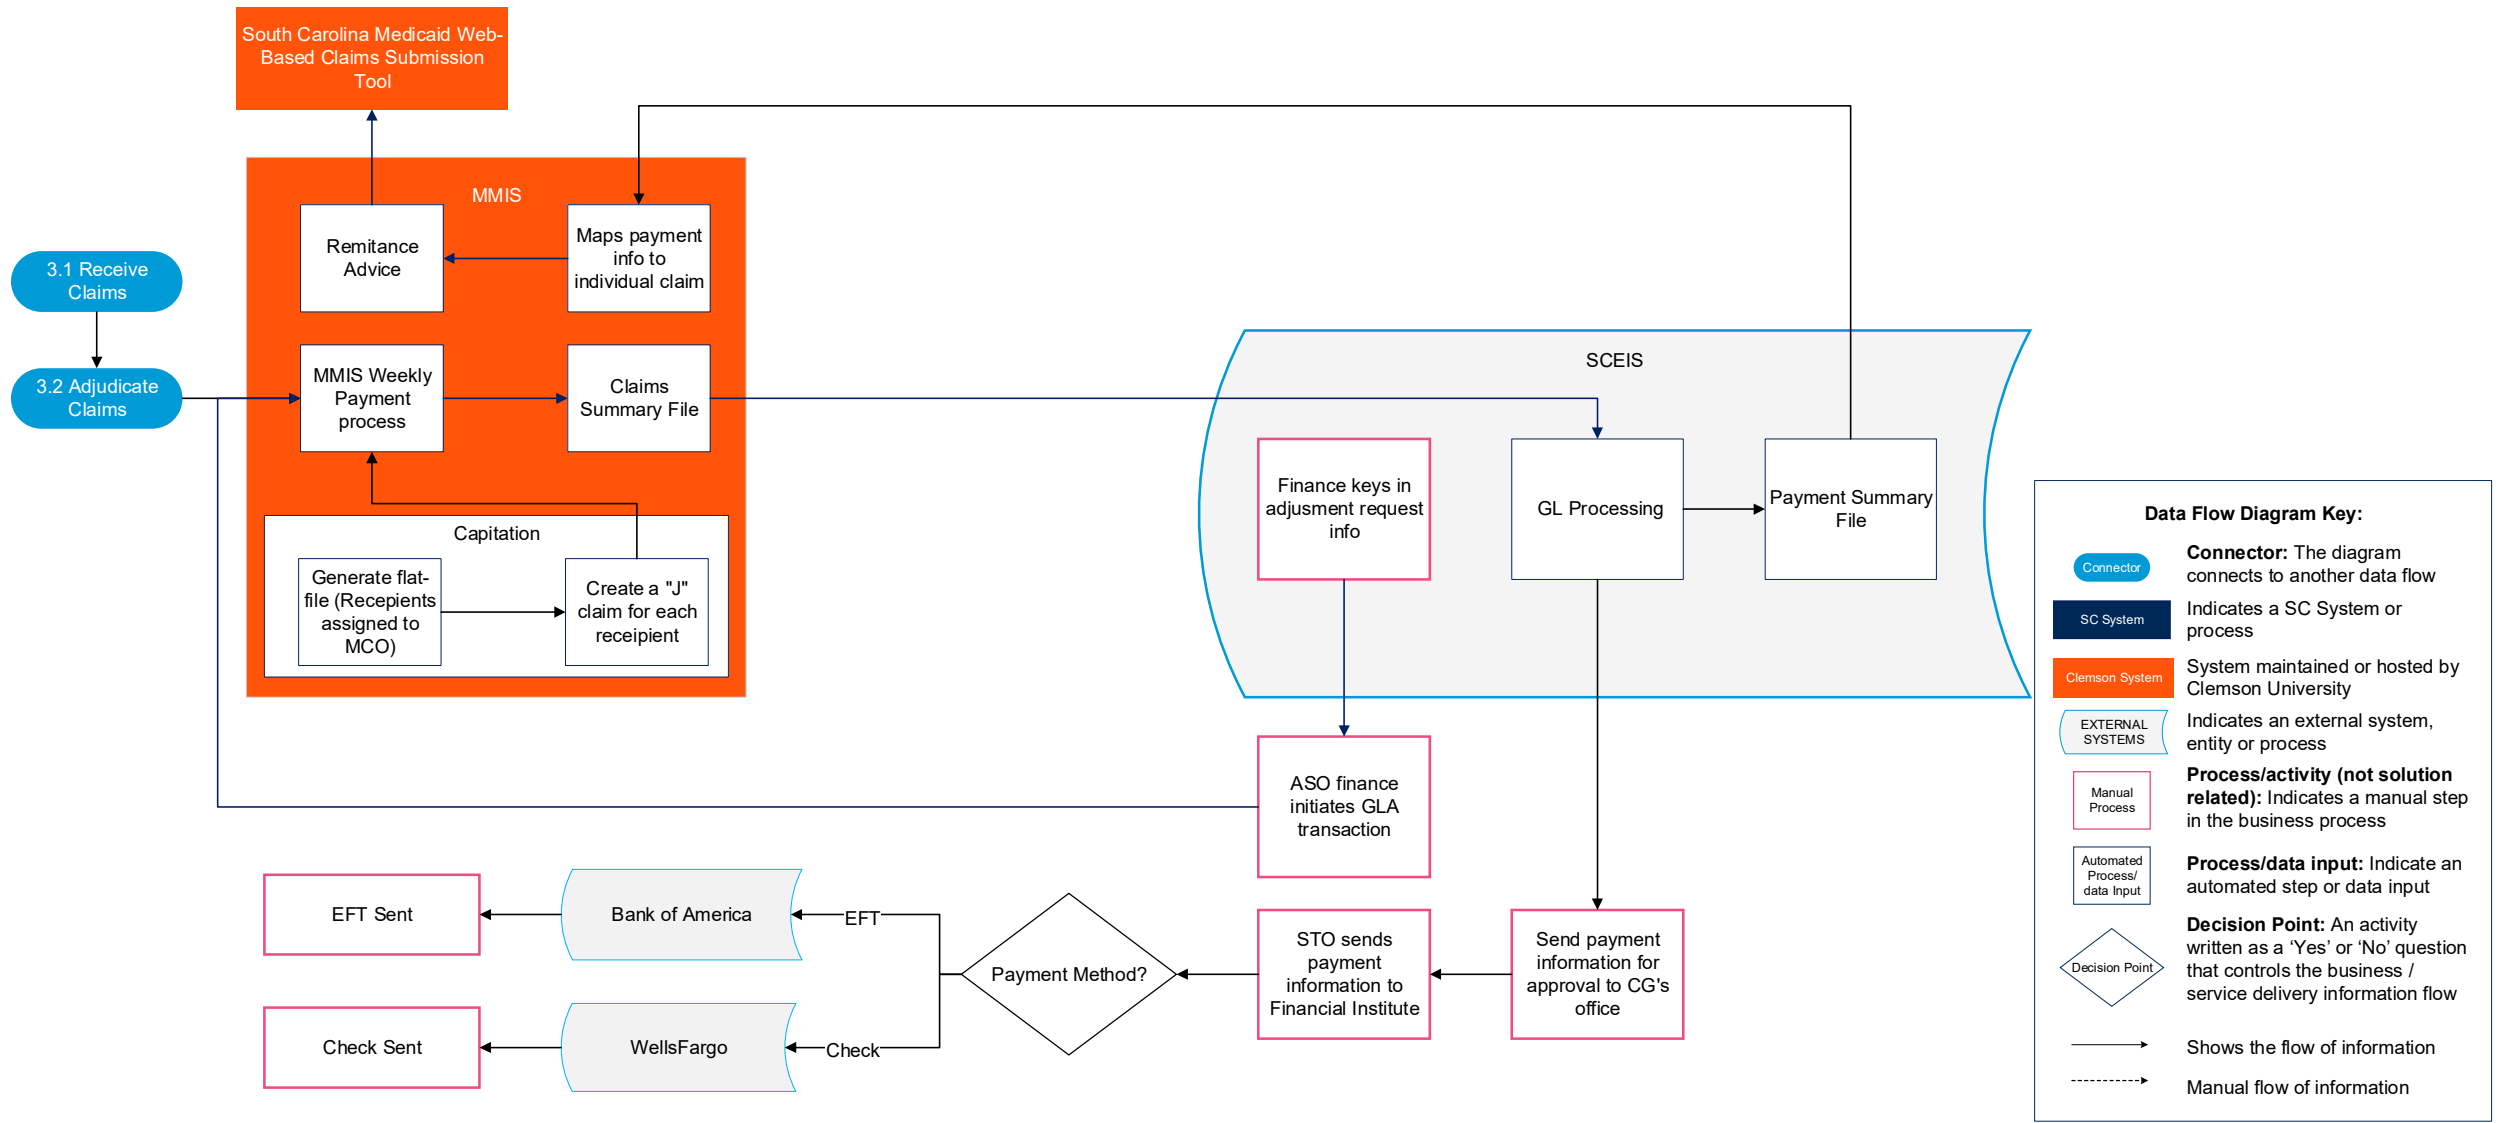 South Carolina Medicaid Web-
Based Claims Submission
Tool
MMIS
Remitance
Advice
Maps payment
info to
individual claim
3.1 Receive
Claims
3.2 Adjudicate
Claims
MMIS Weekly
Payment
process
Claims
Summary File
Capitation
Generate flat-
file (Recepients
assigned to
MCO)
Create a "J"
claim for each
receipient
SCEIS
Finance keys in
adjusment request
info
GL Processing
Payment Summary
File
ASO finance
initiates GLA
transaction
EFT Sent
Bank of America
EFT
Check Sent
WellsFargo
Check
Payment Method?
STO sends
payment
information to
Financial Institute
Send payment
information for
approval to CG's
office
Data Flow Diagram Key:
Connector
Connector: The diagram
connects to another data flow
SC System
Indicates a SC System or
process
Clemson System
System maintained or hosted by
Clemson University
EXTERNAL
SYSTEMS
Indicates an external system,
entity or process
Manual
Process
Process/activity (not solution
related): Indicates a manual step
in the business process
Automated
Process/
data Input
Process/data input: Indicate an
automated step or data input
Decision Point
Decision Point: An activity
written as a ‘Yes’ or ‘No’ question
that controls the business /
service delivery information flow
Shows the flow of information
Manual flow of information